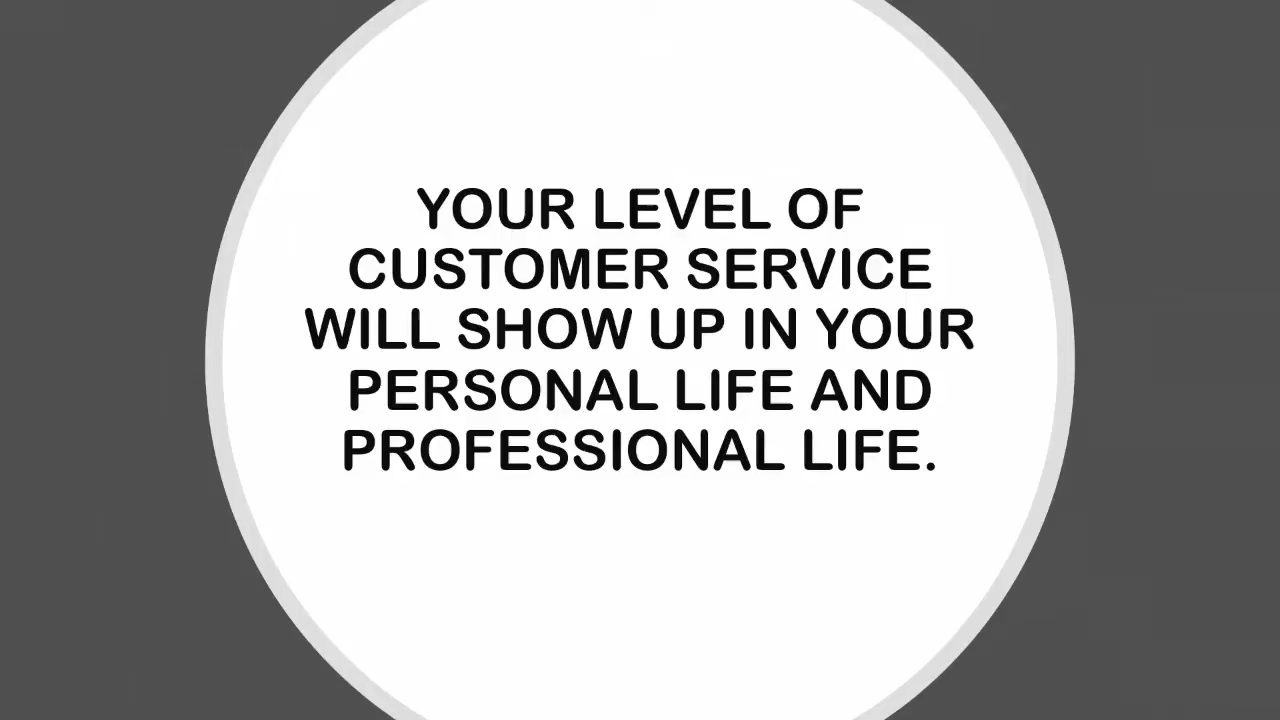 YOUR LEVEL OF
CUSTOMER SERVICE
WILL SHOW UP IN YOUR
PERSONAL LIFE AND
PROFESSIONAL LIFE.